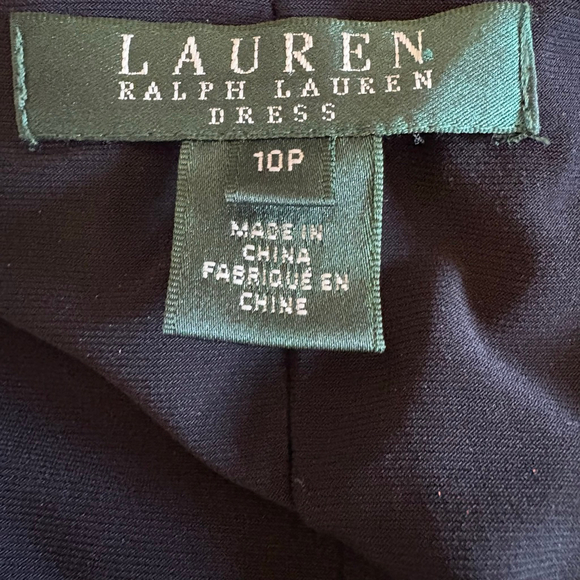 LAUREN
RALPH LAUREN
DRESS
10P
MADE IN
CHINA
FABRIQUÉ EN
CHINE